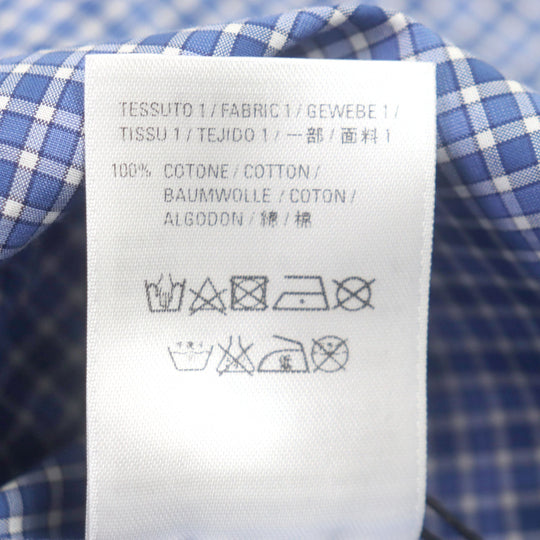 TESSUTO 1 / FABRIC 1 / GEWEBE 1 /
TISSU 1 / TEJIDO 1 / 一部 / 面料 1
100% COTONE / COTTON /
BAUMWOLLE / COTON /
ALGODON / 綿 / 棉
低